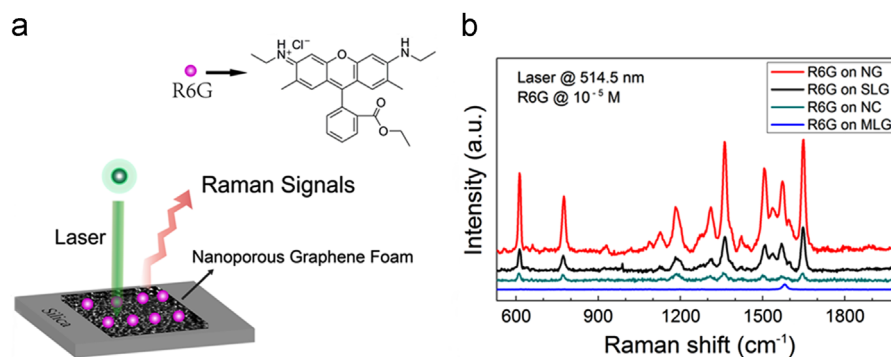 a
H
N
+
Cl⁻
O
H
N
R6G
O
O
Raman Signals
Laser
Nanoporous Graphene Foam
Silica
b
Laser @ 514.5 nm
R6G @ 10⁻⁵ M
R6G on NG
R6G on SLG
R6G on NC
R6G on MLG
Intensity (a.u.)
600 900 1200 1500 1800
Raman shift (cm⁻¹)